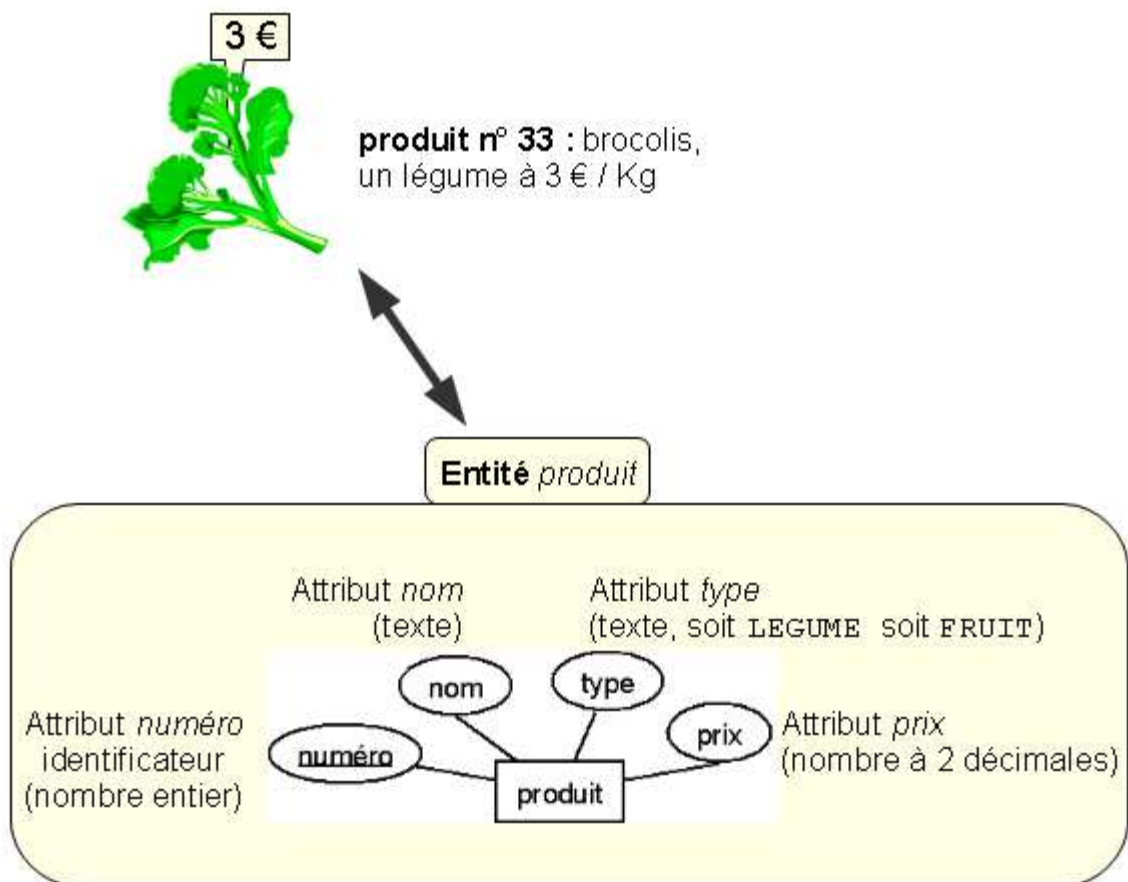 3 €
produit n° 33 : brocolis,
un légume à 3 € / Kg
Entité produit
Attribut nom
(texte)
Attribut type
(texte, soit LEGUME soit FRUIT)
nom
type
Attribut numéro
identificateur
(nombre entier)
numéro
prix
Attribut prix
(nombre à 2 décimales)
produit